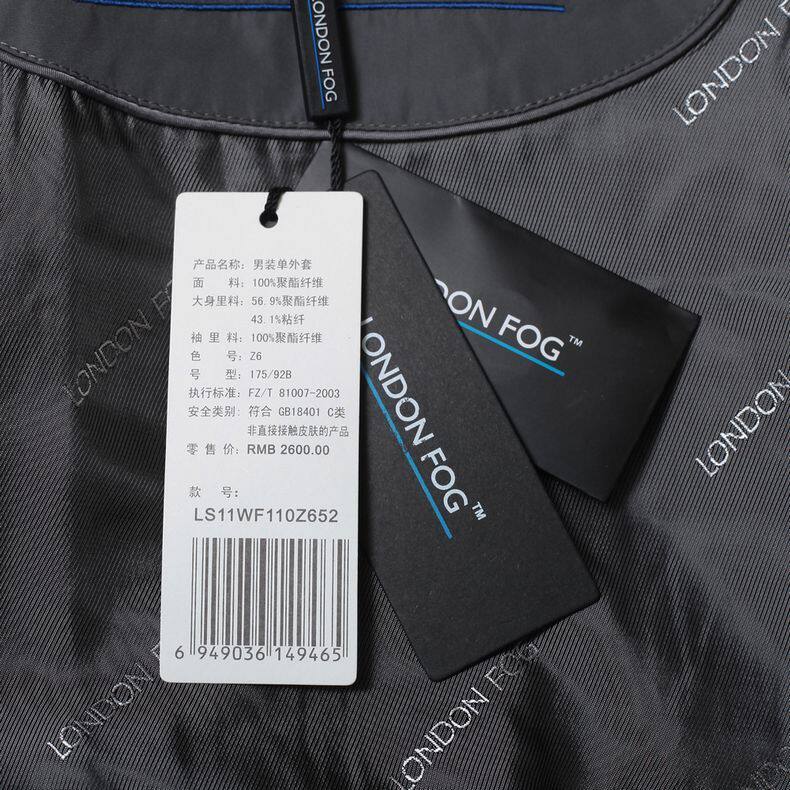 LONDON FOG
LONDON FOG
产品名称: 男装单外套
面 料: 100%聚酯纤维
大身里料: 56.9%聚酯纤维
43.1%粘纤
袖 里 料: 100%聚酯纤维
色 号: Z6
号 型: 175/92B
执行标准: FZ/T 81007-2003
安全类别: 符合 GB18401 C类
非直接接触皮肤的产品
零 售 价: RMB 2600.00
款 号:
LS11WF110Z652
6 949036 149465
LONDON FOG™
DON FOG™
LONDON FO
LONDON FOG
LONDON FOG
LONDON FOG